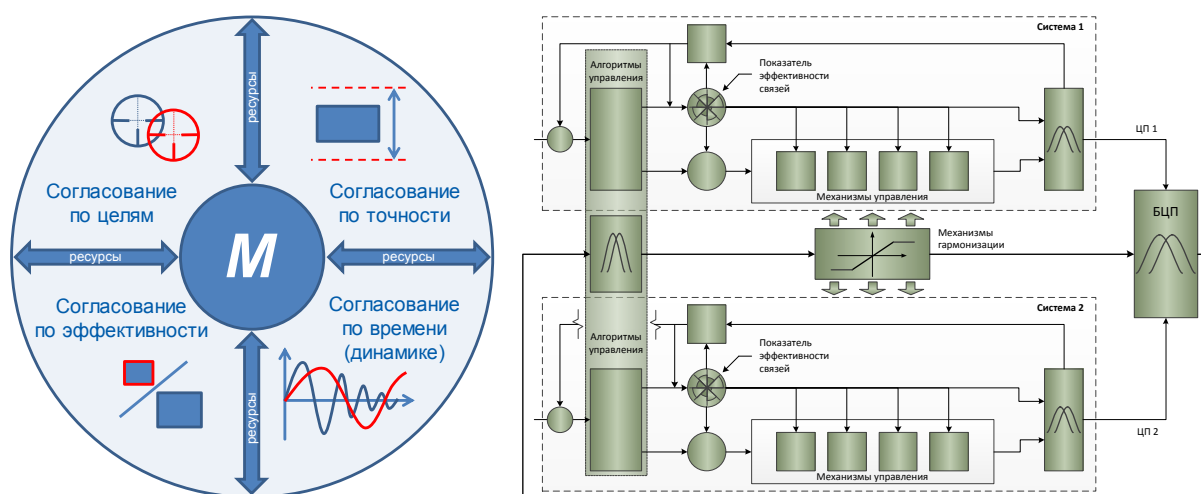 ресурсы
Согласование
по целям
Согласование
по точности
ресурсы
M
ресурсы
Согласование
по эффективности
Согласование
по времени
(динамике)
ресурсы
Система 1
Алгоритмы
управления
Показатель
эффективности
связей
Механизмы управления
ЦП 1
Механизмы
гармонизации
БЦП
Система 2
Алгоритмы
управления
Показатель
эффективности
связей
Механизмы управления
ЦП 2